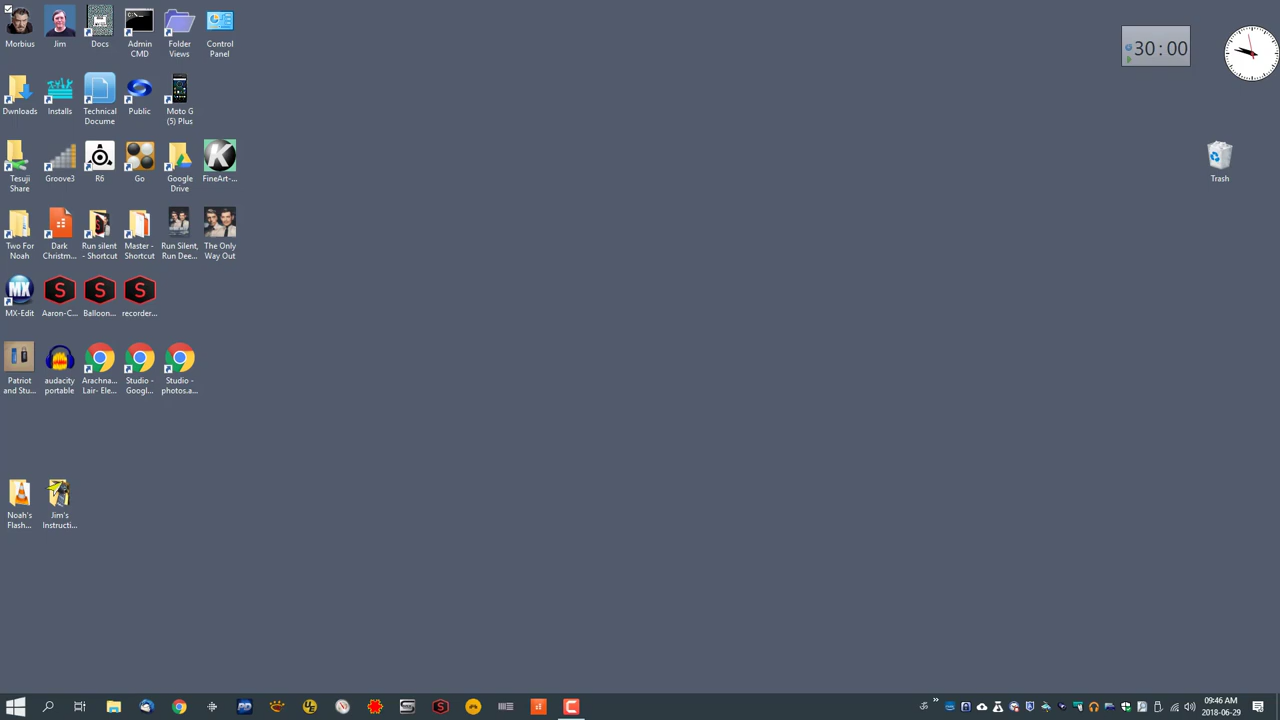 30:00
Morbius
Jim
Docs
Admin
CMD
Folder
Views
Control
Panel
Dwnloads
Installs
Technical
Docume
Public
Moto G
(5) Plus
Tesuji
Share
Groove3
R6
Go
Google
Drive
FineArt-...
Trash
Two For
Noah
Dark
Christm...
Run silent
- Shortcut
Master -
Shortcut
Run Silent,
Run Dee...
The Only
Way Out
MX
MX-Edit
Aaron-C...
Balloon...
recorder...
Patriot
and Stu...
audacity
portable
Arachna...
Lair- Ele...
Studio -
Googl...
Studio -
photos.a...
Noah's
Flash...
Jim's
Instructi...
09:46 AM
2018-06-29